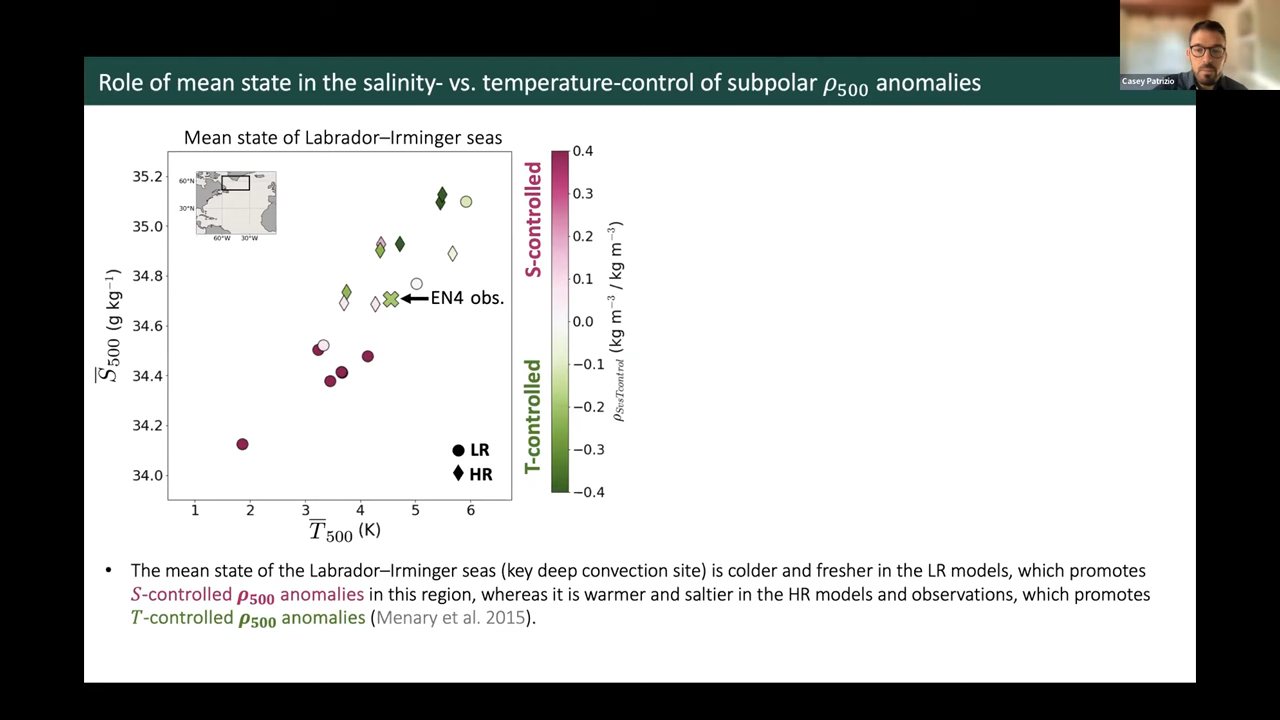 Casey Patrizio
Role of mean state in the salinity- vs. temperature-control of subpolar ρ500 anomalies
Mean state of Labrador–Irminger seas
35.2
35.0
34.8
34.6
34.4
34.2
34.0
S̅500 (g kg⁻¹)
60°N
30°N
60°W 30°W
EN4 obs.
LR
HR
1 2 3 4 5 6
T̅500 (K)
S-controlled
T-controlled
0.4
0.3
0.2
0.1
0.0
−0.1
−0.2
−0.3
−0.4
ρSvsTcontrol (kg m⁻³ / kg m⁻³)
• The mean state of the Labrador–Irminger seas (key deep convection site) is colder and fresher in the LR models, which promotes
S-controlled ρ500 anomalies in this region, whereas it is warmer and saltier in the HR models and observations, which promotes
T-controlled ρ500 anomalies (Menary et al. 2015).